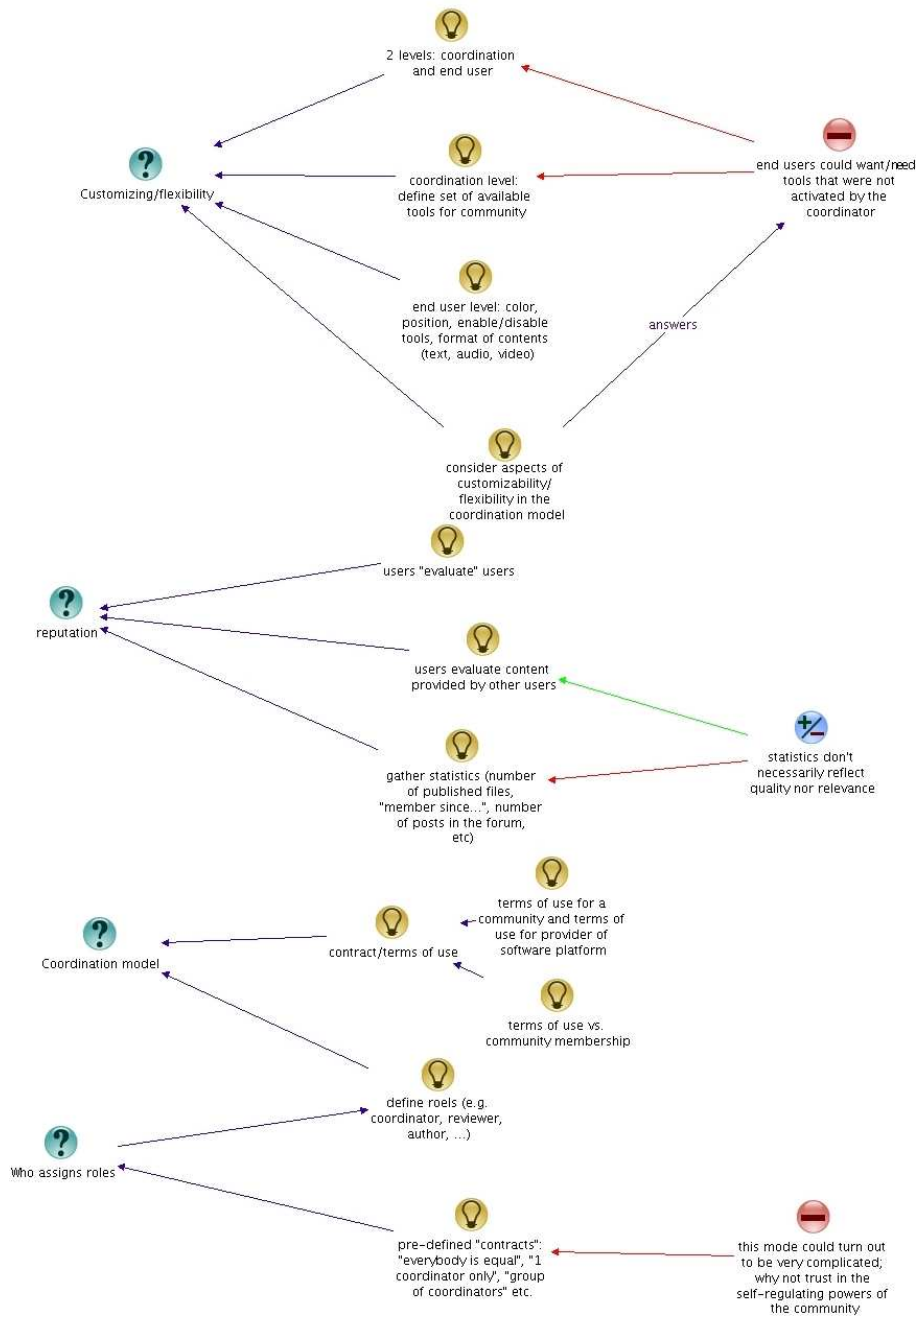 2 levels: coordination
and end user
Customizing/flexibility
coordination level:
define set of available
tools for community
end users could want/need
tools that were not
activated by the
coordinator
end user level: color,
position, enable/disable
tools, format of contents
(text, audio, video)
answers
consider aspects of
customizability/
flexibility in the
coordination model
users "evaluate" users
reputation
users evaluate content
provided by other users
gather statistics (number
of published files,
"member since...", number
of posts in the forum,
etc)
statistics don't
necessarily reflect
quality nor relevance
Coordination model
contract/terms of use
terms of use for a
community and terms of
use for provider of
software platform
terms of use vs.
community membership
define roels (e.g.
coordinator, reviewer,
author, ...)
Who assigns roles
pre-defined "contracts":
"everybody is equal", "1
coordinator only", "group
of coordinators" etc.
this mode could turn out
to be very complicated;
why not trust in the
self-regulating powers of
the community